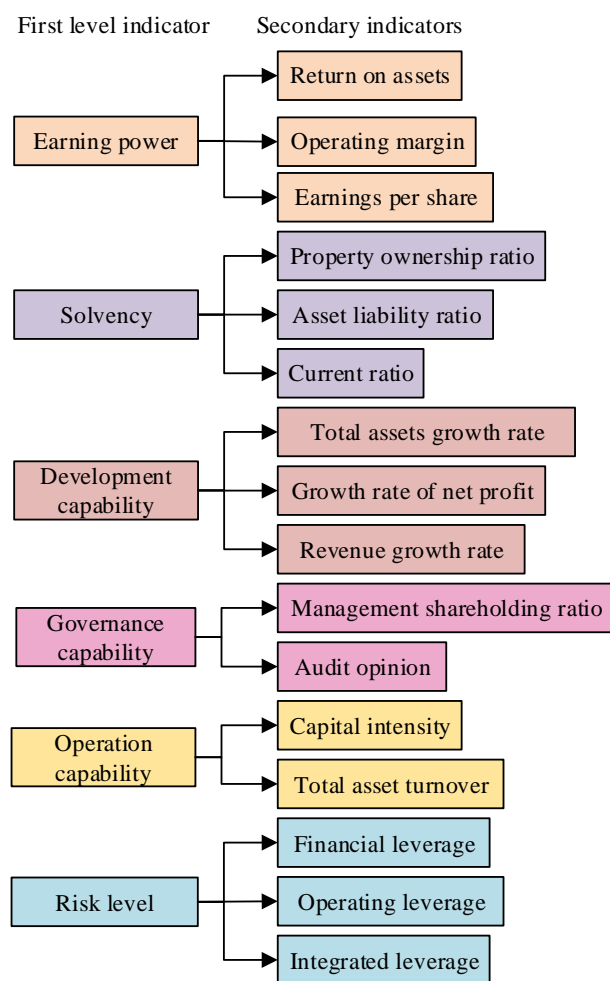 First level indicator
Secondary indicators
Earning power
Return on assets
Operating margin
Earnings per share
Solvency
Property ownership ratio
Asset liability ratio
Current ratio
Development
capability
Total assets growth rate
Growth rate of net profit
Revenue growth rate
Governance
capability
Management shareholding ratio
Audit opinion
Operation
capability
Capital intensity
Total asset turnover
Risk level
Financial leverage
Operating leverage
Integrated leverage